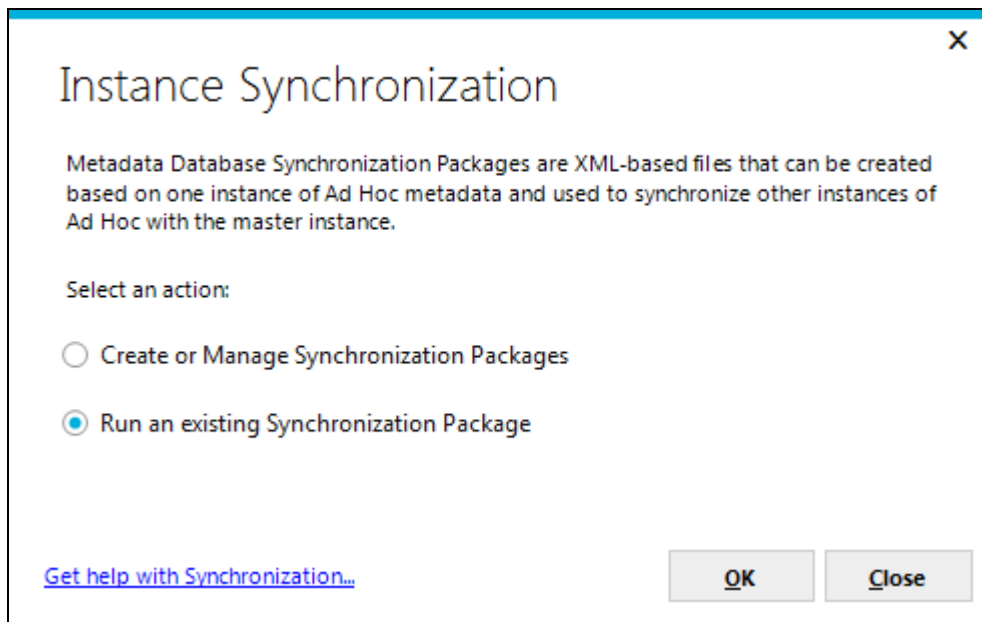 Instance Synchronization
Metadata Database Synchronization Packages are XML-based files that can be created
based on one instance of Ad Hoc metadata and used to synchronize other instances of
Ad Hoc with the master instance.
Select an action:
Create or Manage Synchronization Packages
Run an existing Synchronization Package
Get help with Synchronization...
OK
Close